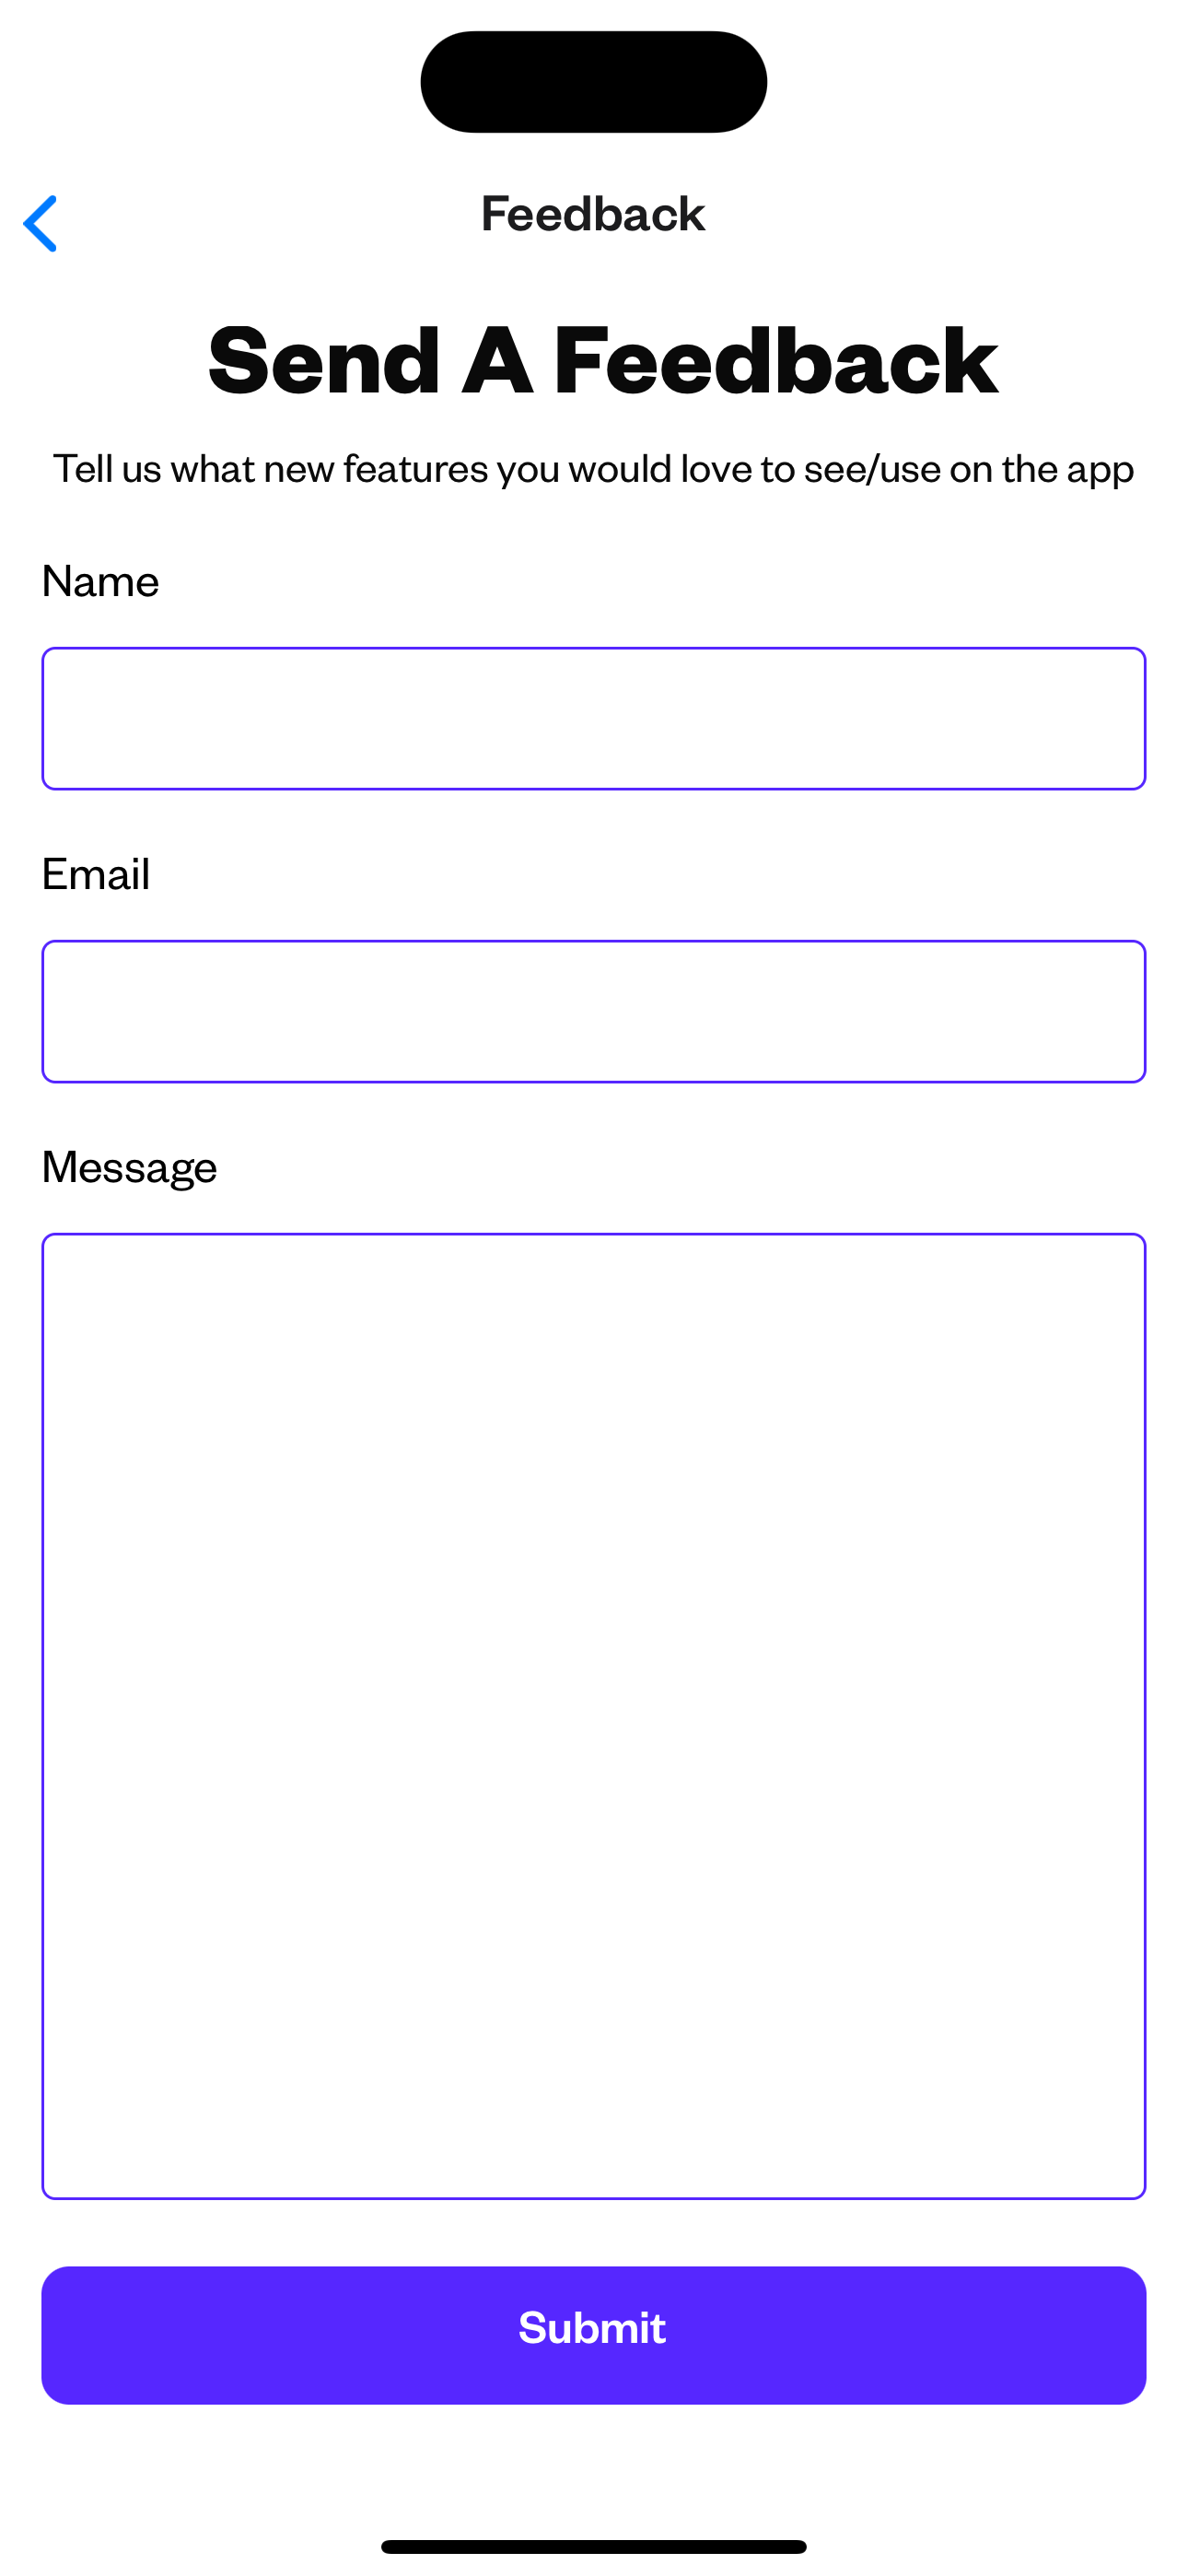 Feedback
Send A Feedback
Tell us what new features you would love to see/use on the app
Name
Email
Message
Submit